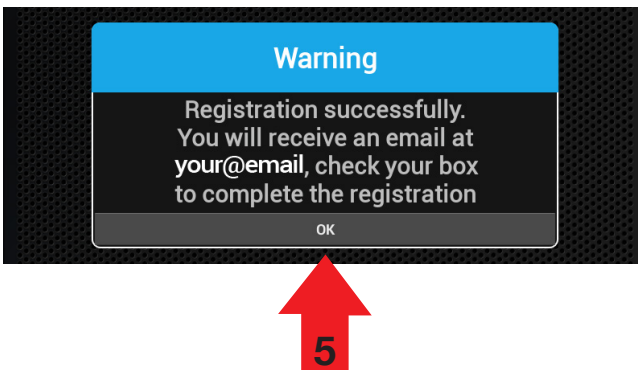 Warning
Registration successfully.
You will receive an email at
your@email, check your box
to complete the registration
OK
5